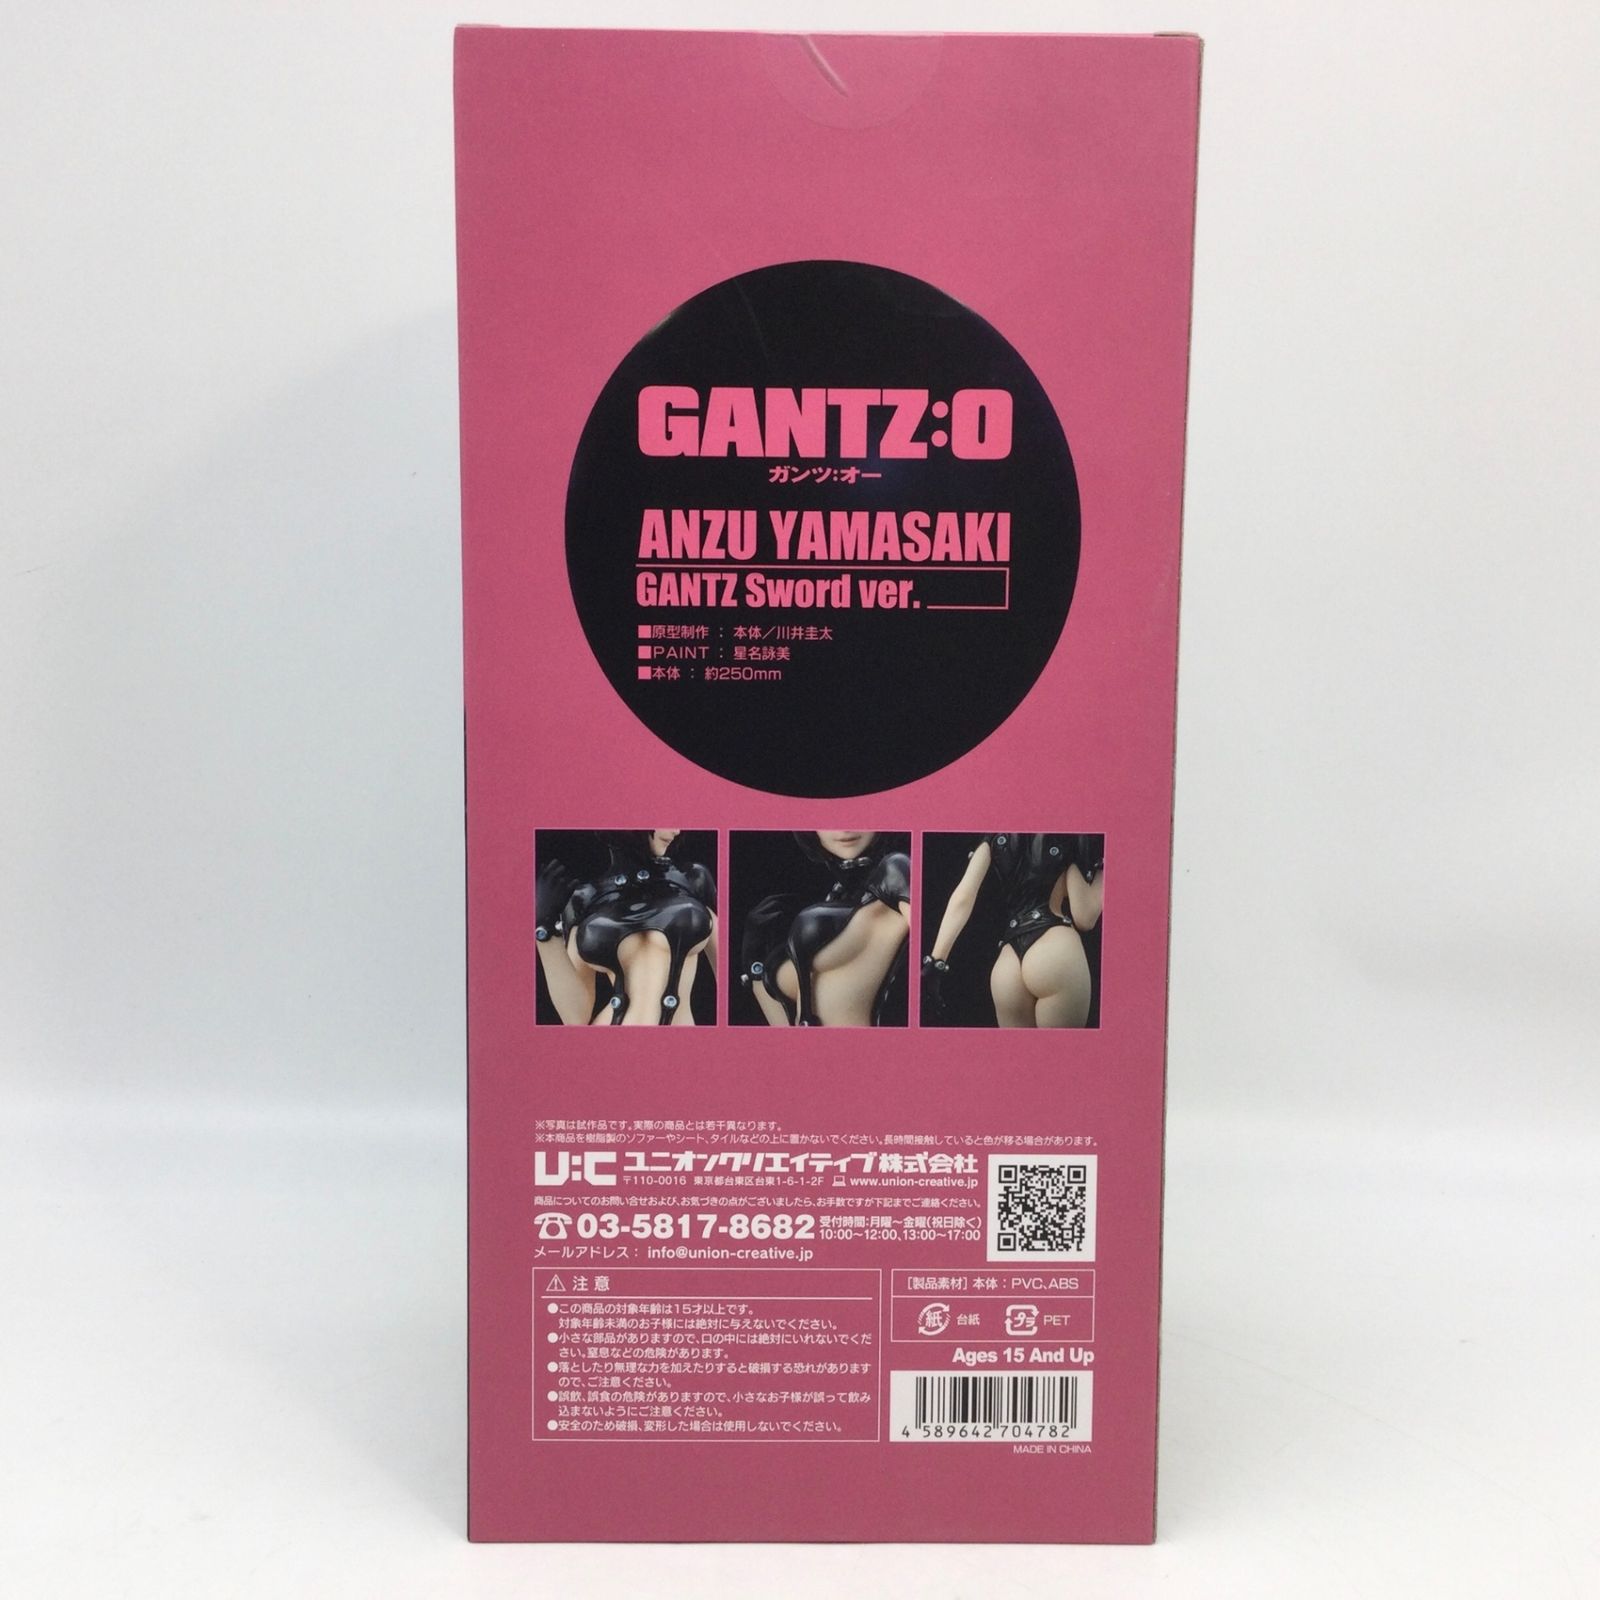 GANTZ:O
ガンツ:オー
ANZU YAMASAKI
GANTZ Sword ver.
■原型制作 : 本体／川井圭太
■PAINT : 星名詠美
■本体 : 約250mm
※写真は試作品です。実際の商品とは若干異なります。
※本商品を樹脂製のソファーやシート、タイルなどの上に置かないでください。長時間接触していると色が移る場合があります。
U:C ユニオンクリエイティブ株式会社
〒110-0016 東京都台東区台東1-6-1-2F www.union-creative.jp
商品についてのお問い合せおよび、お気づきの点がございましたら、お手数ですが下記までご連絡ください。
03-5817-8682 受付時間:月曜〜金曜(祝日除く)
10:00〜12:00、13:00〜17:00
メールアドレス : info@union-creative.jp
⚠ 注意
●この商品の対象年齢は15才以上です。
対象年齢未満のお子様には絶対に与えないでください。
●小さな部品がありますので、口の中には絶対にいれないでくだ
さい。窒息などの危険があります。
●落としたり無理な力を加えたりすると破損する恐れがあります
ので、ご注意ください。
●誤飲、誤食の危険がありますので、小さなお子様が誤って飲み
込まないようにご注意ください。
●安全のため破損、変形した場合は使用しないでください。
[製品素材] 本体 : PVC、ABS
紙 台紙 プラ PET
Ages 15 And Up
4 589642 704782
MADE IN CHINA